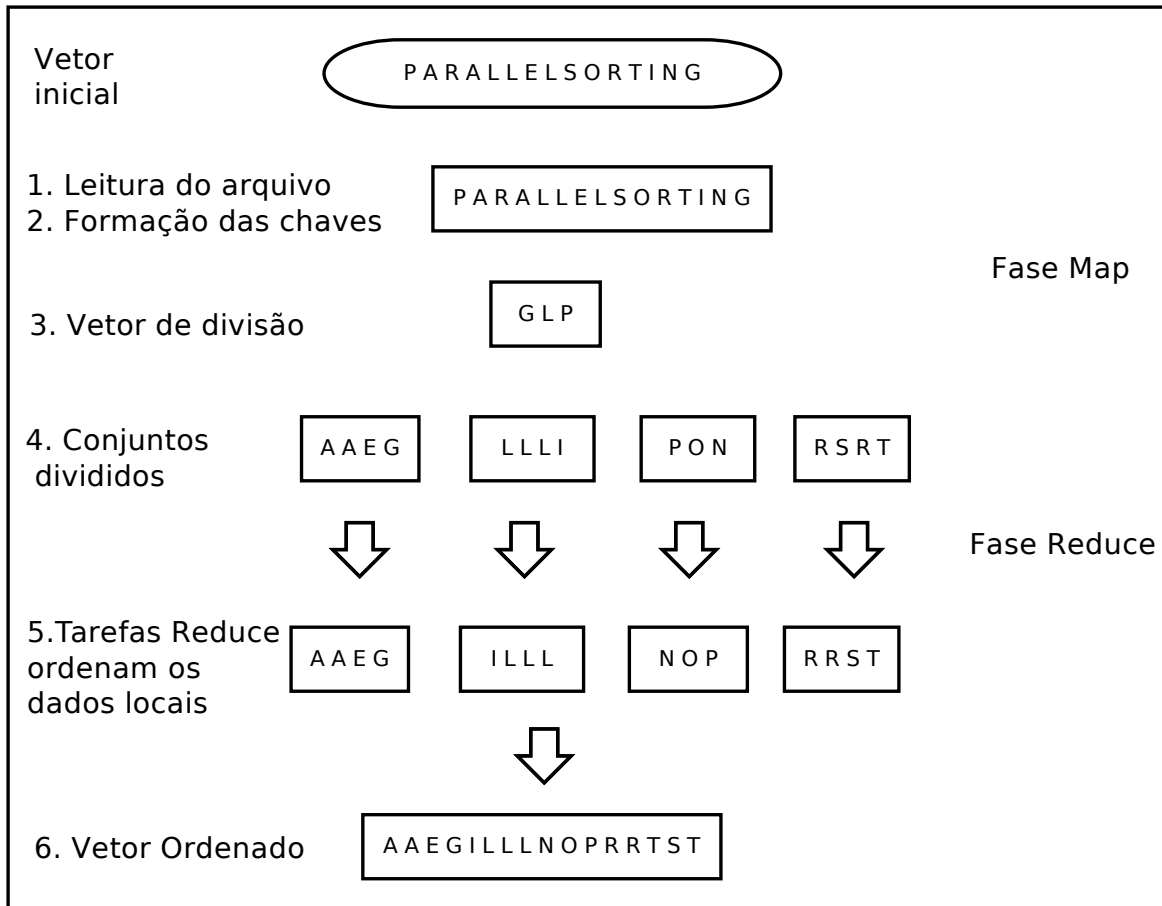 Vetor
inicial
P A R A L L E L S O R T I N G
1. Leitura do arquivo
2. Formação das chaves
P A R A L L E L S O R T I N G
Fase Map
3. Vetor de divisão
G L P
4. Conjuntos
divididos
A A E G
L L L I
P O N
R S R T
Fase Reduce
5.Tarefas Reduce
ordenam os
dados locais
A A E G
I L L L
N O P
R R S T
6. Vetor Ordenado
A A E G I L L L N O P R R T S T